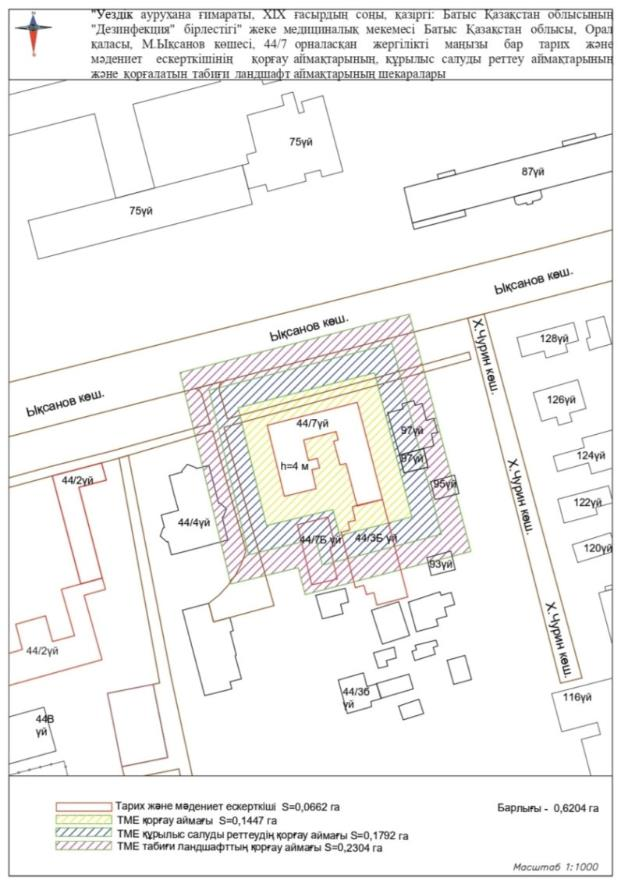 "Уездік аурухана ғимараты, XIX ғасырдың соңы, қазіргі: Батыс Қазақстан облысының
"Дезинфекция" бірлестігі" жеке медициналық мекемесі Батыс Қазақстан облысы, Орал
қаласы, М.Ықсанов көшесі, 44/7 орналасқан жергілікті маңызы бар тарих және
мәдениет ескерткішінің қорғау аймақтарының, құрылыс салуды реттеу аймақтарының
және қорғалатын табиғи ландшафт аймақтарының шекаралары
75үй
87үй
75үй
Ықсанов көш.
Ықсанов көш.
Х.Чурин көш.
128үй
Ықсанов көш.
126үй
44/7үй
97үй
124үй
h=4 м
97үй
Х.Чурин көш.
44/2үй
95үй
122үй
44/4үй
44/7Б үй
44/3Б үй
120үй
93үй
Х.Чурин көш.
44/2үй
44/3б
үй
116үй
44В
үй
Тарих және мәдениет ескерткіші S=0,0662 га
Барлығы - 0,6204 га
ТМЕ қорғау аймағы S=0,1447 га
ТМЕ құрылыс салуды реттеудің қорғау аймағы S=0,1792 га
ТМЕ табиғи ландшафттың қорғау аймағы S=0,2304 га
Масштаб 1:1000